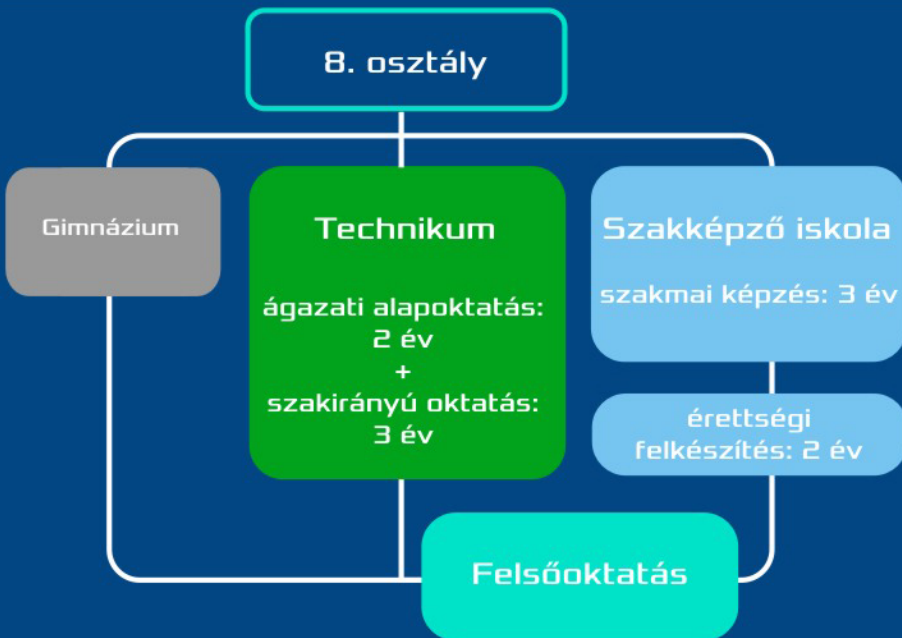 8. osztály
Gimnázium
Technikum
ágazati alapoktatás:
2 év
+
szakirányú oktatás:
3 év
Szakképző iskola
szakmai képzés: 3 év
érettségi
felkészítés: 2 év
Felsőoktatás